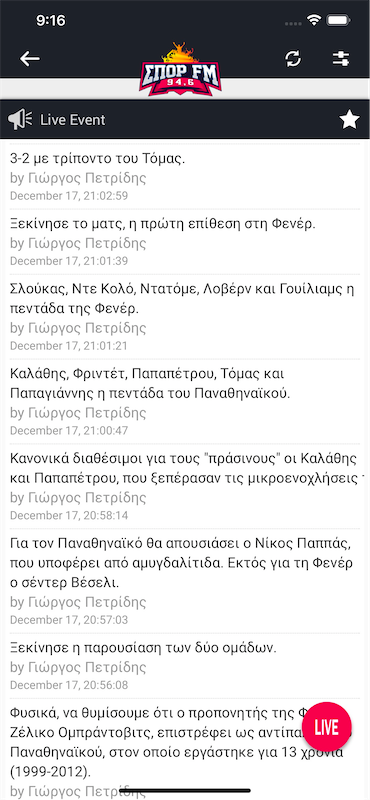 9:16
ΣΠΟΡ FM
94.6
Live Event
3-2 με τρίποντο του Τόμας.
by Γιώργος Πετρίδης
December 17, 21:02:59
Ξεκίνησε το ματς, η πρώτη επίθεση στη Φενέρ.
by Γιώργος Πετρίδης
December 17, 21:01:39
Σλούκας, Ντε Κολό, Ντατόμε, Λοβέρν και Γουίλιαμς η
πεντάδα της Φενέρ.
by Γιώργος Πετρίδης
December 17, 21:01:21
Καλάθης, Φριντέτ, Παπαπέτρου, Τόμας και
Παπαγιάννης η πεντάδα του Παναθηναϊκού.
by Γιώργος Πετρίδης
December 17, 21:00:47
Κανονικά διαθέσιμοι για τους "πράσινους" οι Καλάθης
και Παπαπέτρου, που ξεπέρασαν τις μικροενοχλήσεις
by Γιώργος Πετρίδης
December 17, 20:58:14
Για τον Παναθηναϊκό θα απουσιάσει ο Νίκος Παππάς,
που υποφέρει από αμυγδαλίτιδα. Εκτός για τη Φενέρ
ο σέντερ Βέσελι.
by Γιώργος Πετρίδης
December 17, 20:57:03
Ξεκίνησε η παρουσίαση των δύο ομάδων.
by Γιώργος Πετρίδης
December 17, 20:56:08
Φυσικά, να θυμίσουμε ότι ο προπονητής της
Ζέλικο Ομπράντοβιτς, επιστρέφει ως
LIVE
Παναθηναϊκού, στον οποίο εργάστηκε για 13 χρόνια
(1999-2012).
by Γιώργος Πετρίδης